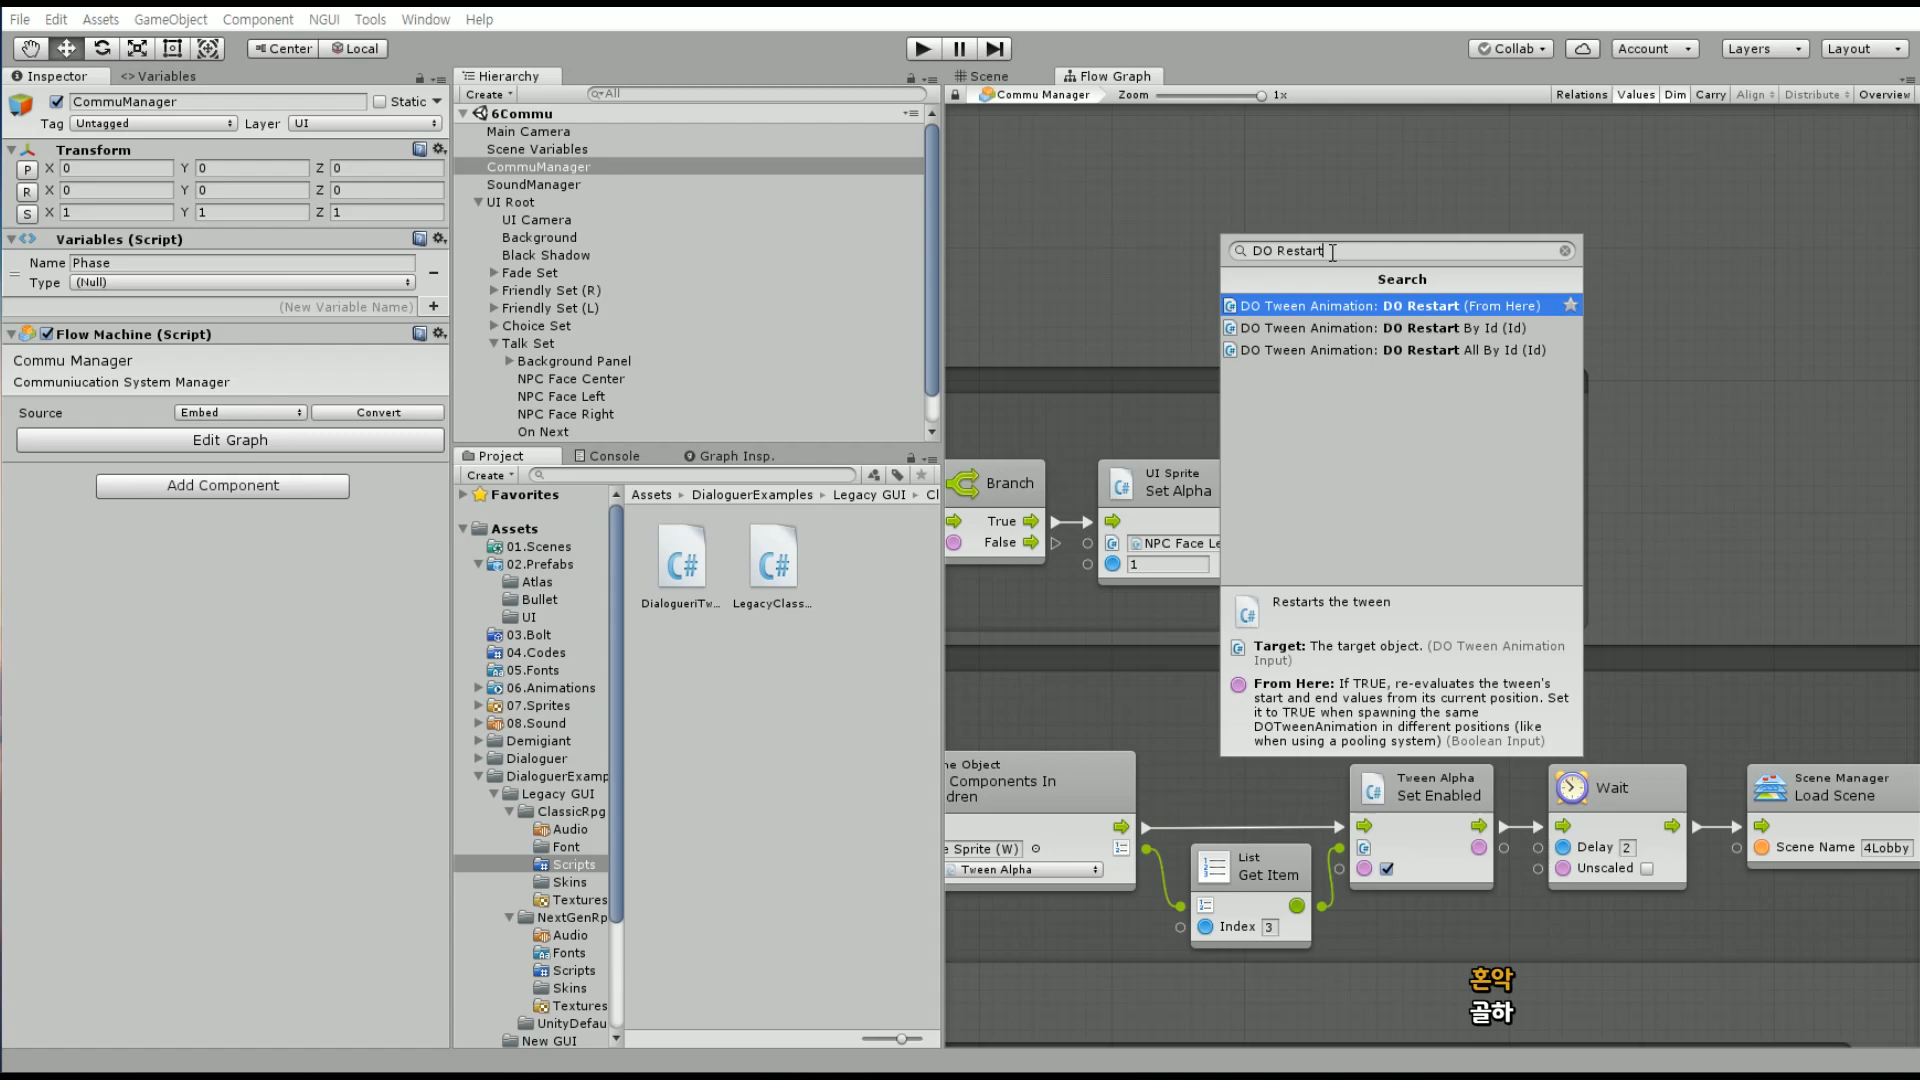 File Edit Assets GameObject Component NGUI Tools Window Help
Center Local
Collab Account Layers Layout
Inspector <> Variables
CommuManager Static
Tag Untagged Layer UI
Transform
P X 0 Y 0 Z 0
R X 0 Y 0 Z 0
S X 1 Y 1 Z 1
Variables (Script)
Name Phase
Type (Null)
(New Variable Name)
Flow Machine (Script)
Commu Manager
Communiucation System Manager
Source Embed Convert
Edit Graph
Add Component
Hierarchy
Create All
6Commu
Main Camera
Scene Variables
CommuManager
SoundManager
UI Root
UI Camera
Background
Black Shadow
Fade Set
Friendly Set (R)
Friendly Set (L)
Choice Set
Talk Set
Background Panel
NPC Face Center
NPC Face Left
NPC Face Right
On Next
Project Console Graph Insp.
Create
Favorites
Assets
01.Scenes
02.Prefabs
Atlas
Bullet
UI
03.Bolt
04.Codes
05.Fonts
06.Animations
07.Sprites
08.Sound
Demigiant
Dialoguer
DialoguerExamp
Legacy GUI
ClassicRpg
Audio
Font
Scripts
Skins
Textures
NextGenRp
Audio
Fonts
Scripts
Skins
Textures
UnityDefau
New GUI
Assets DialoguerExamples Legacy GUI Cl
DialogueriTw... LegacyClass...
Scene Flow Graph
Commu Manager Zoom 1x Relations Values Dim Carry Align Distribute Overview
DO Restart
Search
DO Tween Animation: DO Restart (From Here)
DO Tween Animation: DO Restart By Id (Id)
DO Tween Animation: DO Restart All By Id (Id)
Restarts the tween
Target: The target object. (DO Tween Animation
Input)
From Here: If TRUE, re-evaluates the tween's
start and end values from its current position. Set
it to TRUE when spawning the same
DOTweenAnimation in different positions (like
when using a pooling system) (Boolean Input)
Branch
True
False
UI Sprite
Set Alpha
NPC Face Le
1
ne Object
Components In
dren
e Sprite (W)
Tween Alpha
List
Get Item
Index 3
Tween Alpha
Set Enabled
Wait
Delay 2
Unscaled
Scene Manager
Load Scene
Scene Name 4Lobby
혼악
골하